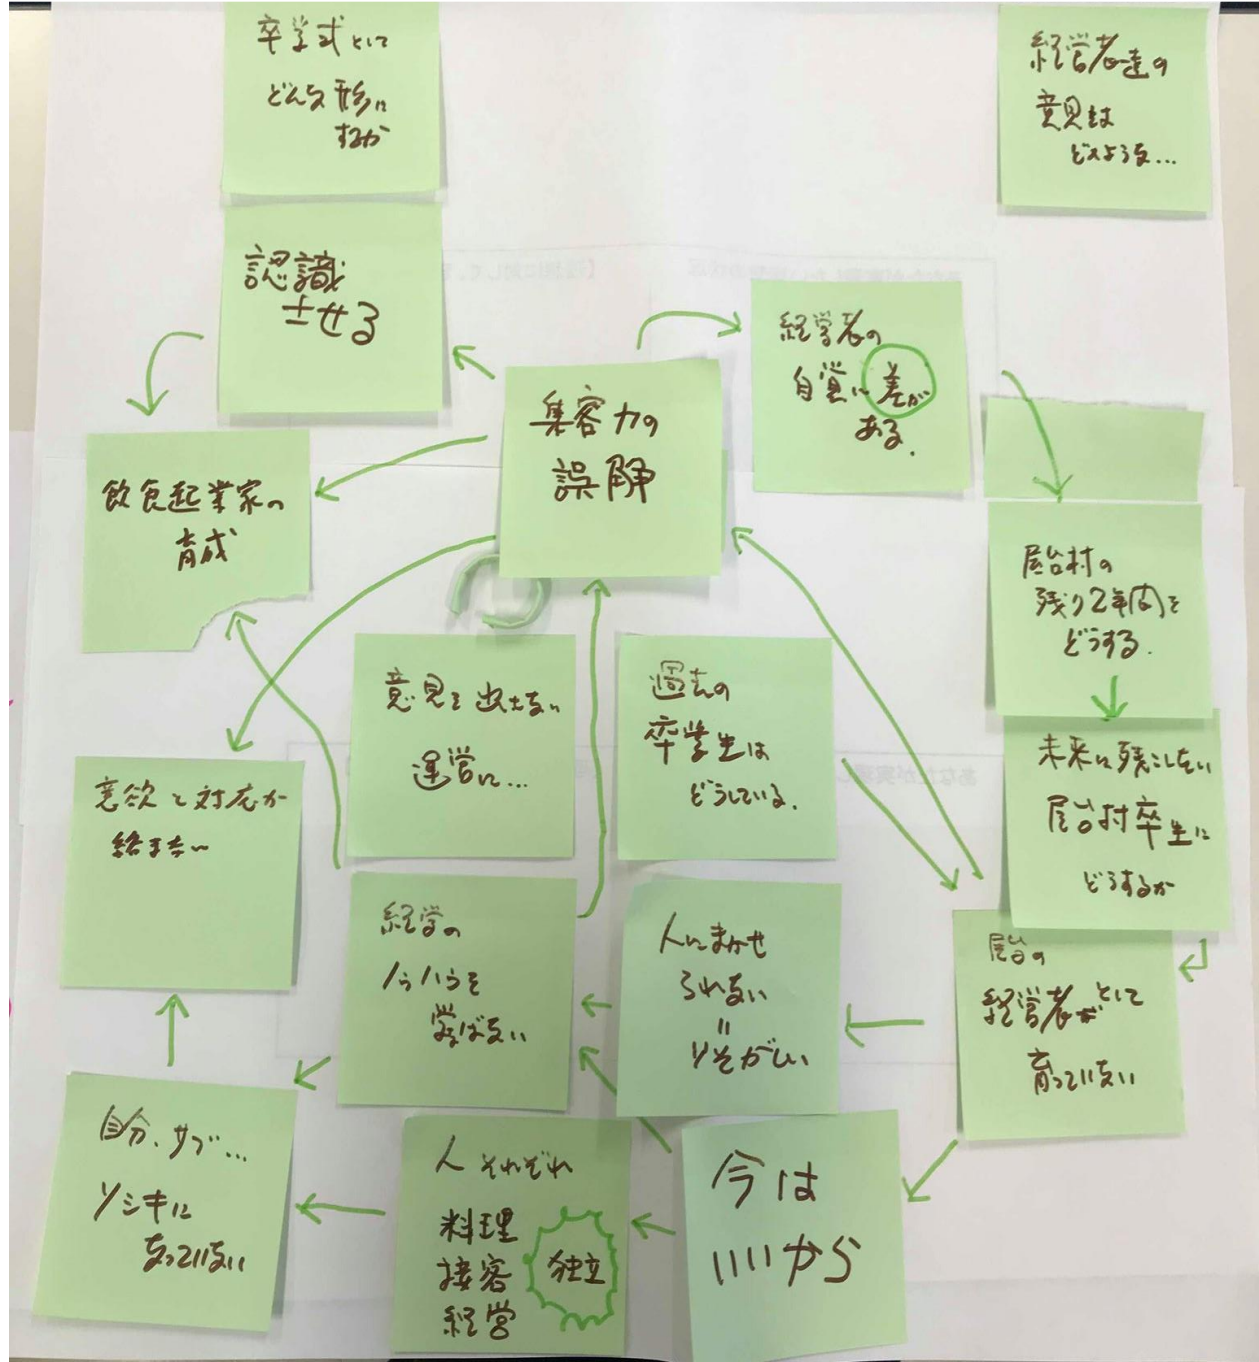 卒学式として
どんな形に
するか
経営者達の
意見は
どのような...
認識
させる
経営者の
自覚に差が
ある.
集客力の
誤解
飲食起業家の
育成
屋台村の
残り2年間を
どうする.
意見を出さない
運営に...
過去の
卒業生は
どうしている.
未来に残こしたい
屋台村卒生に
どうするか
意欲と対応が
絡まない
経営の
ノウハウを
学ばない
人にまかせ
られない
=
いそがしい
屋台の
経営者が として
育っていない
自分、サブ...
ソシキに
なっていない
人それぞれ
料理
接客
経営
独立
今は
いいから